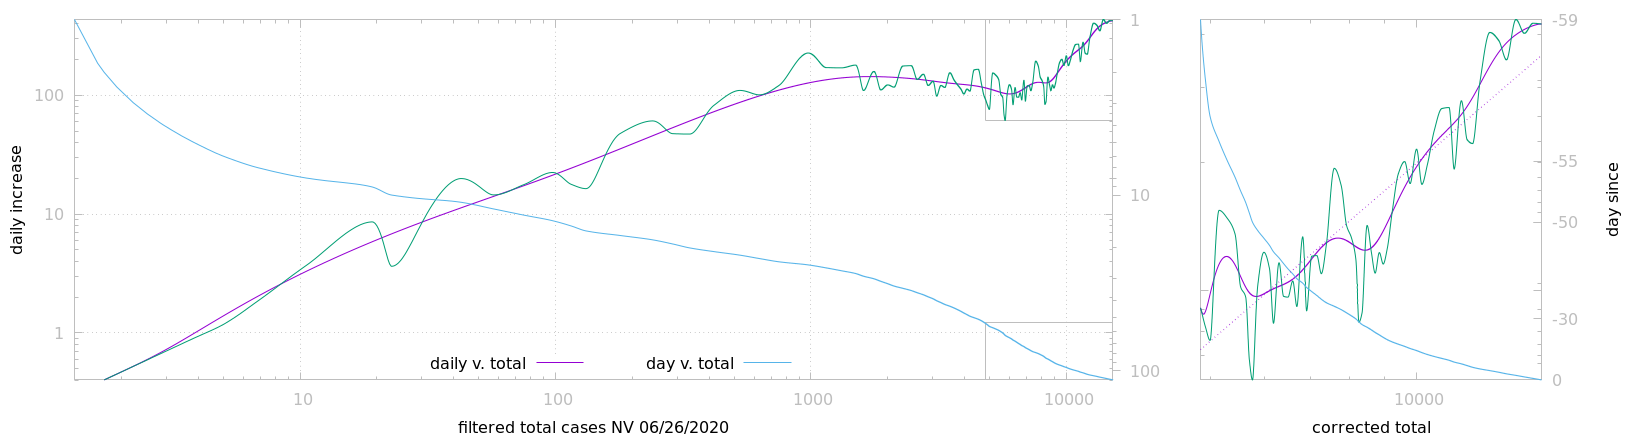 1
-59
100
-55
daily increase
day since
10
10
-50
1
-30
daily v. total
day v. total
100
0
10
100
1000
10000
10000
filtered total cases NV 06/26/2020
corrected total